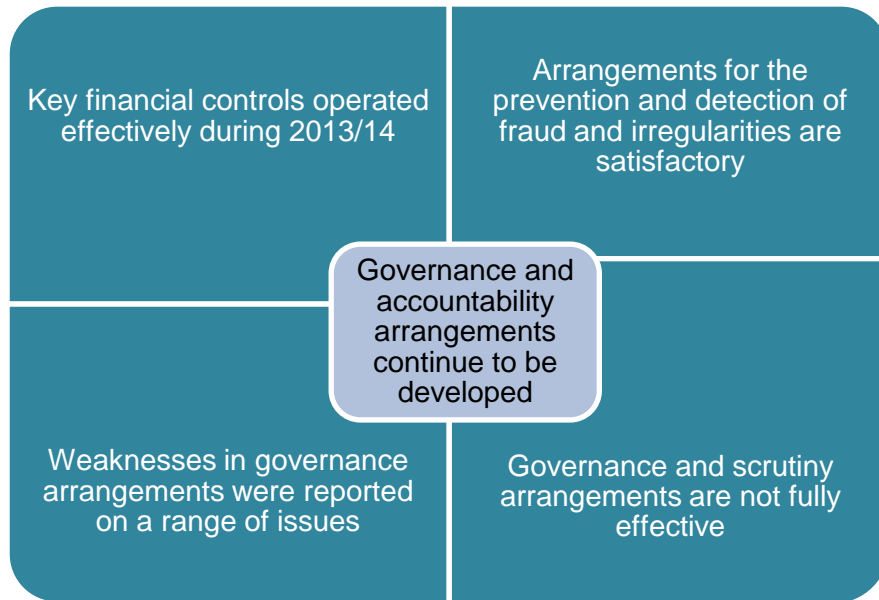 Key financial controls operated
effectively during 2013/14
Arrangements for the
prevention and detection of
fraud and irregularities are
satisfactory
Governance and
accountability
arrangements
continue to be
developed
Weaknesses in governance
arrangements were reported
on a range of issues
Governance and scrutiny
arrangements are not fully
effective